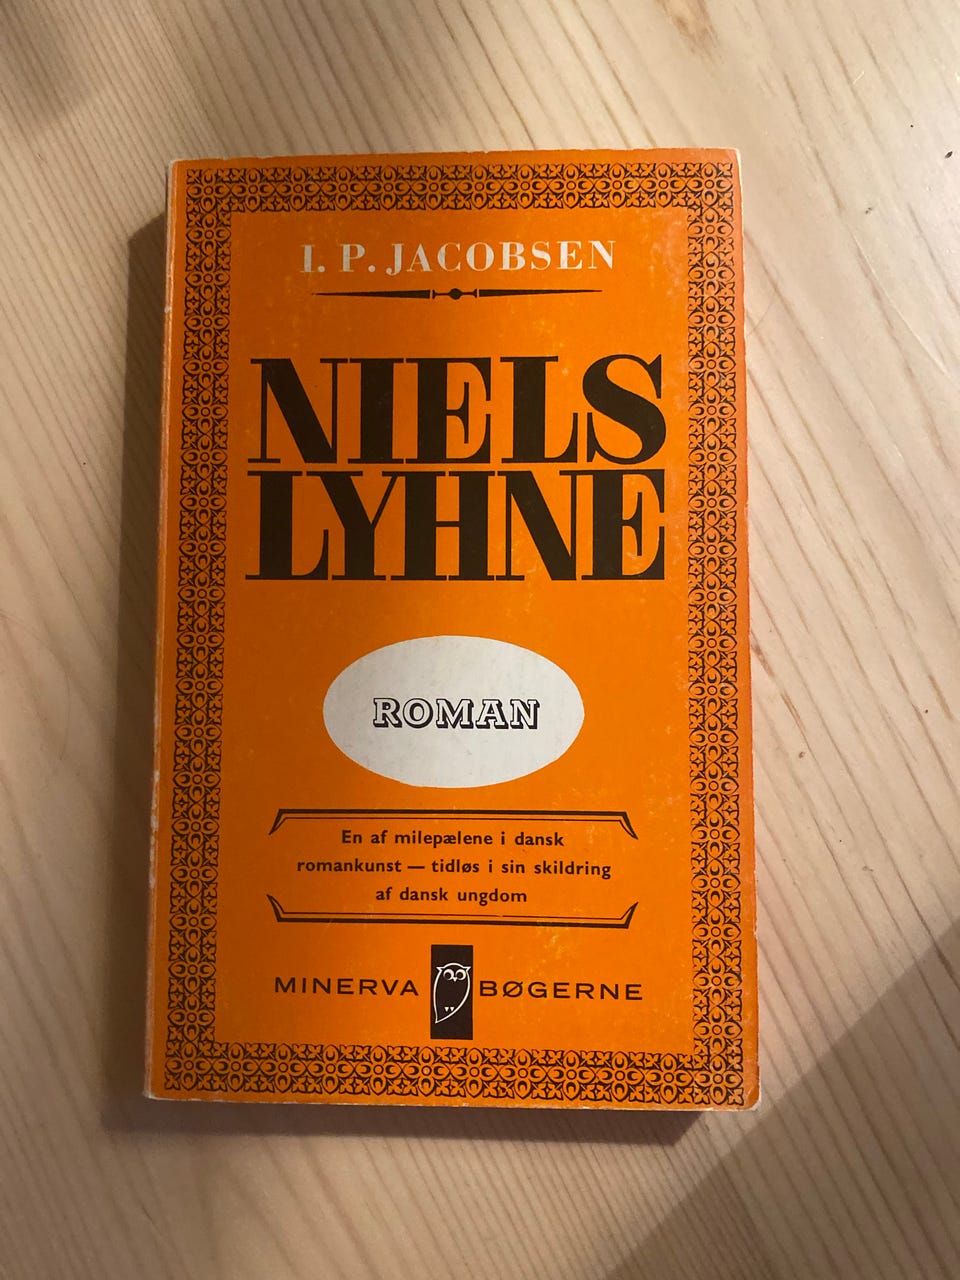 I. P. JACOBSEN
NIELS
LYHNE
ROMAN
En af milepælene i dansk
romankunst — tidløs i sin skildring
af dansk ungdom
MINERVA BØGERNE